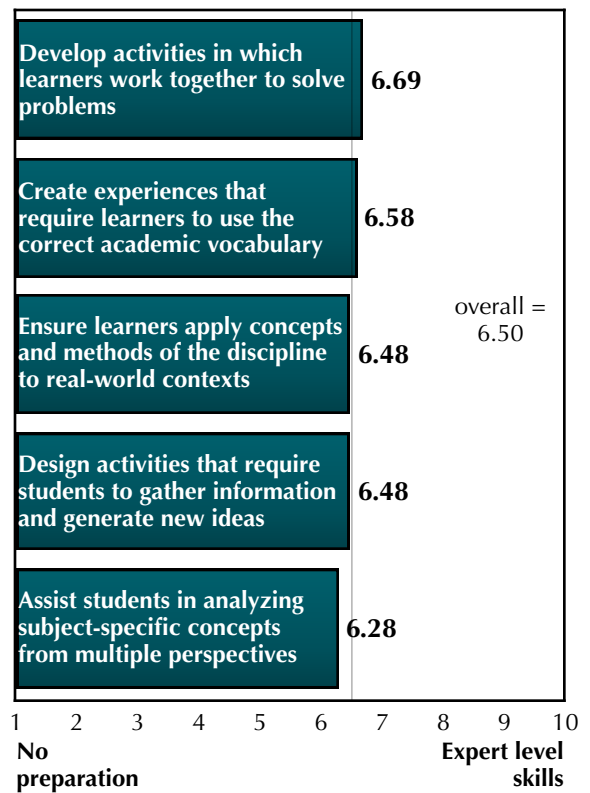 Develop activities in which
learners work together to solve
problems
6.69
Create experiences that
require learners to use the
correct academic vocabulary
6.58
overall =
6.50
Ensure learners apply concepts
and methods of the discipline
to real-world contexts
6.48
Design activities that require
students to gather information
and generate new ideas
6.48
Assist students in analyzing
subject-specific concepts
from multiple perspectives
6.28
1 2 3 4 5 6 7 8 9 10
No
preparation
Expert level
skills